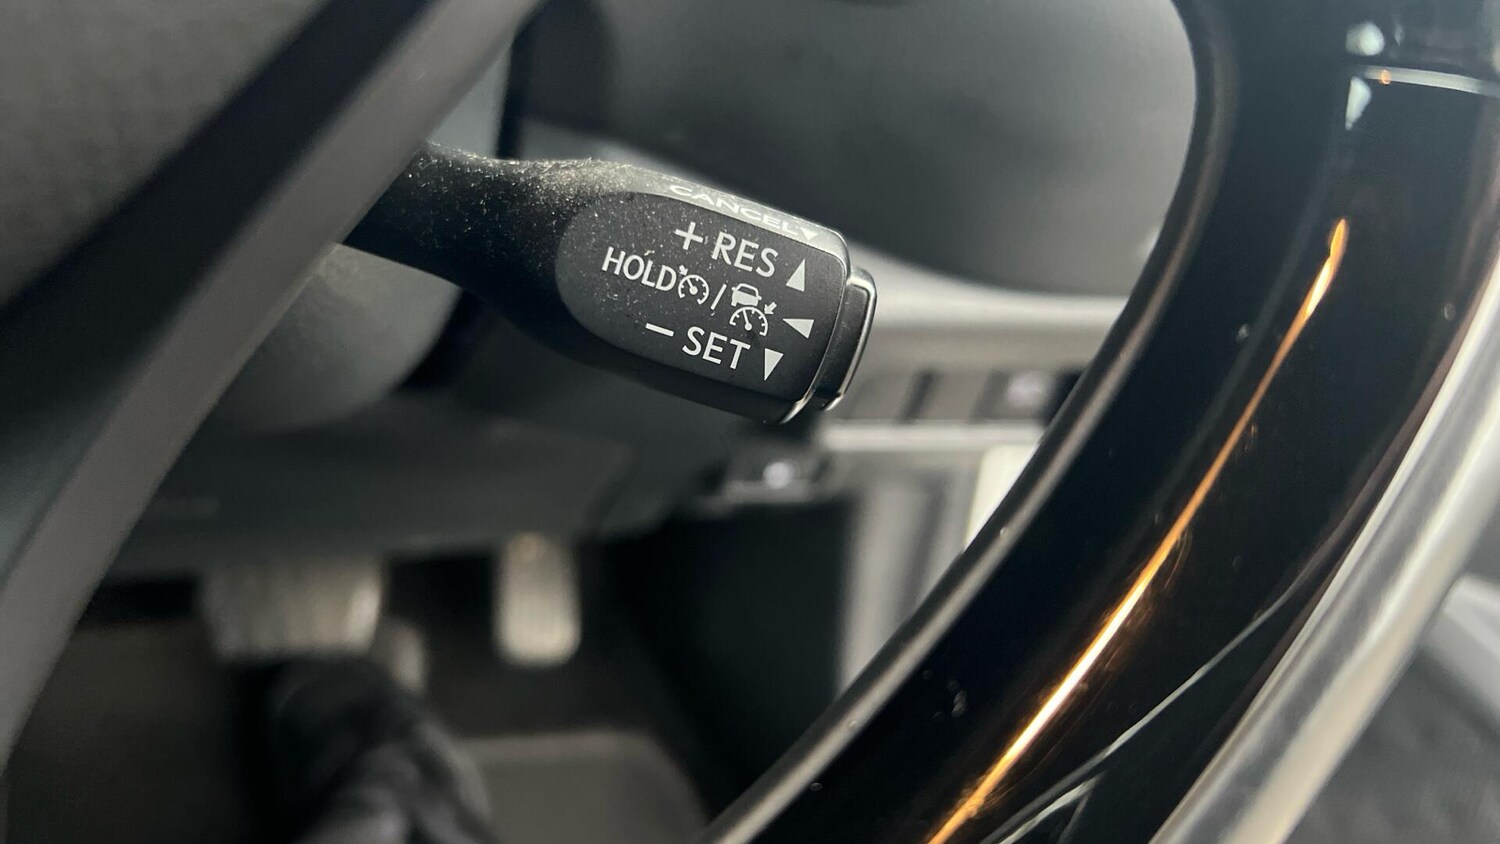 CANCEL
+ RES
HOLD /
− SET